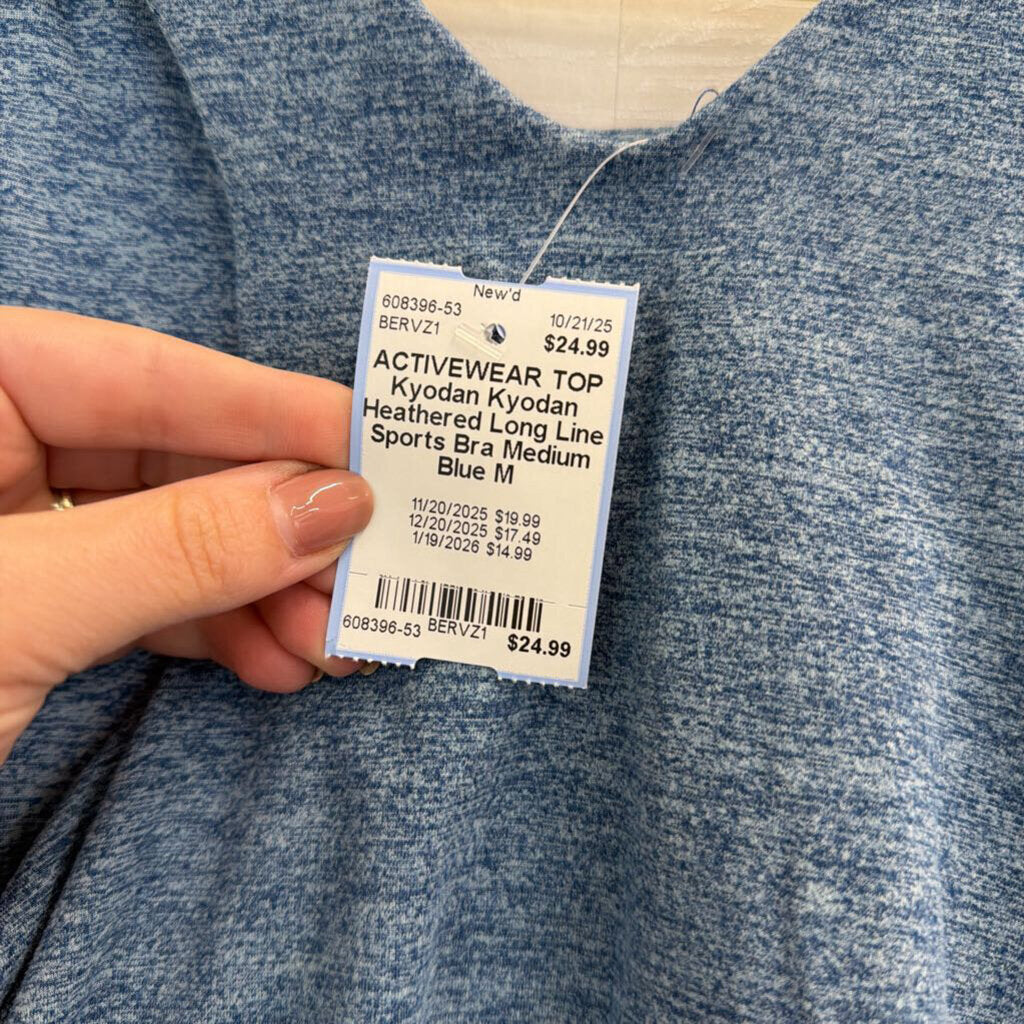 New'd
608396-53 10/21/25
BERVZ1 $24.99
ACTIVEWEAR TOP
Kyodan Kyodan
Heathered Long Line
Sports Bra Medium
Blue M
11/20/2025 $19.99
12/20/2025 $17.49
1/19/2026 $14.99
608396-53 BERVZ1 $24.99